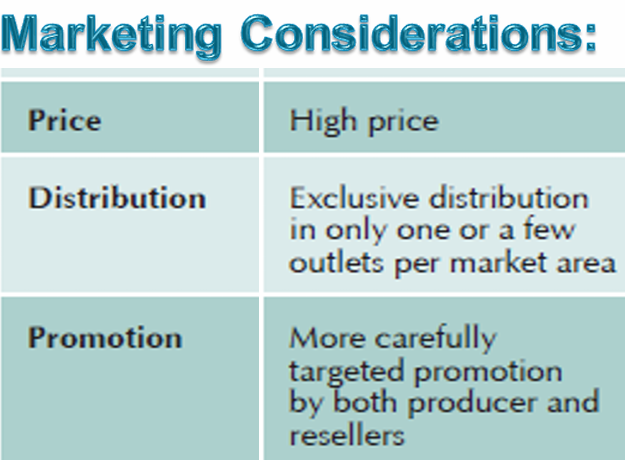 Marketing Considerations:
Price
High price
Distribution
Exclusive distribution
in only one or a few
outlets per market area
Promotion
More carefully
targeted promotion
by both producer and
resellers